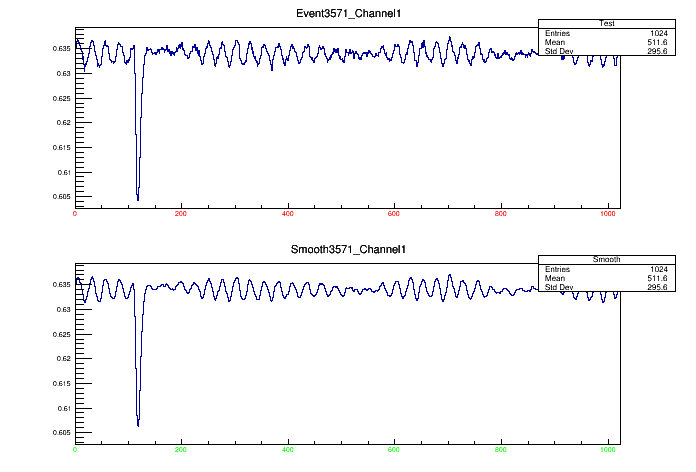 Event3571_Channel1
Test
Entries 1024
Mean 511.6
Std Dev 295.6
0.635
0.63
0.625
0.62
0.615
0.61
0.605
0 200 400 600 800 1000
Smooth3571_Channel1
Smooth
Entries 1024
Mean 511.6
Std Dev 295.6
0.635
0.63
0.625
0.62
0.615
0.61
0.605
0 200 400 600 800 1000